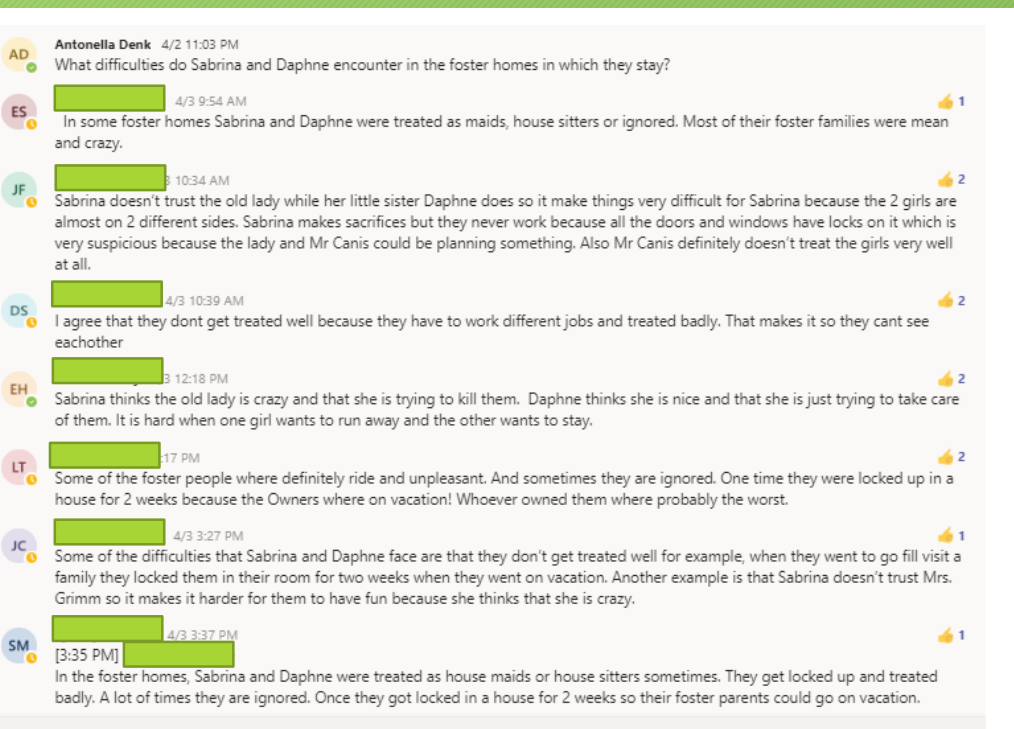 AD
Antonella Denk 4/2 11:03 PM
What difficulties do Sabrina and Daphne encounter in the foster homes in which they stay?
ES
4/3 9:54 AM
👍 1
In some foster homes Sabrina and Daphne were treated as maids, house sitters or ignored. Most of their foster families were mean
and crazy.
JF
3 10:34 AM
👍 2
Sabrina doesn't trust the old lady while her little sister Daphne does so it make things very difficult for Sabrina because the 2 girls are
almost on 2 different sides. Sabrina makes sacrifices but they never work because all the doors and windows have locks on it which is
very suspicious because the lady and Mr Canis could be planning something. Also Mr Canis definitely doesn't treat the girls very well
at all.
DS
4/3 10:39 AM
👍 2
I agree that they dont get treated well because they have to work different jobs and treated badly. That makes it so they cant see
eachother
EH
3 12:18 PM
👍 2
Sabrina thinks the old lady is crazy and that she is trying to kill them.  Daphne thinks she is nice and that she is just trying to take care
of them. It is hard when one girl wants to run away and the other wants to stay.
LT
:17 PM
👍 2
Some of the foster people where definitely ride and unpleasant. And sometimes they are ignored. One time they were locked up in a
house for 2 weeks because the Owners where on vacation! Whoever owned them where probably the worst.
JC
4/3 3:27 PM
👍 1
Some of the difficulties that Sabrina and Daphne face are that they don't get treated well for example, when they went to go fill visit a
family they locked them in their room for two weeks when they went on vacation. Another example is that Sabrina doesn't trust Mrs.
Grimm so it makes it harder for them to have fun because she thinks that she is crazy.
SM
4/3 3:37 PM
👍 1
[3:35 PM]
In the foster homes, Sabrina and Daphne were treated as house maids or house sitters sometimes. They get locked up and treated
badly. A lot of times they are ignored. Once they got locked in a house for 2 weeks so their foster parents could go on vacation.